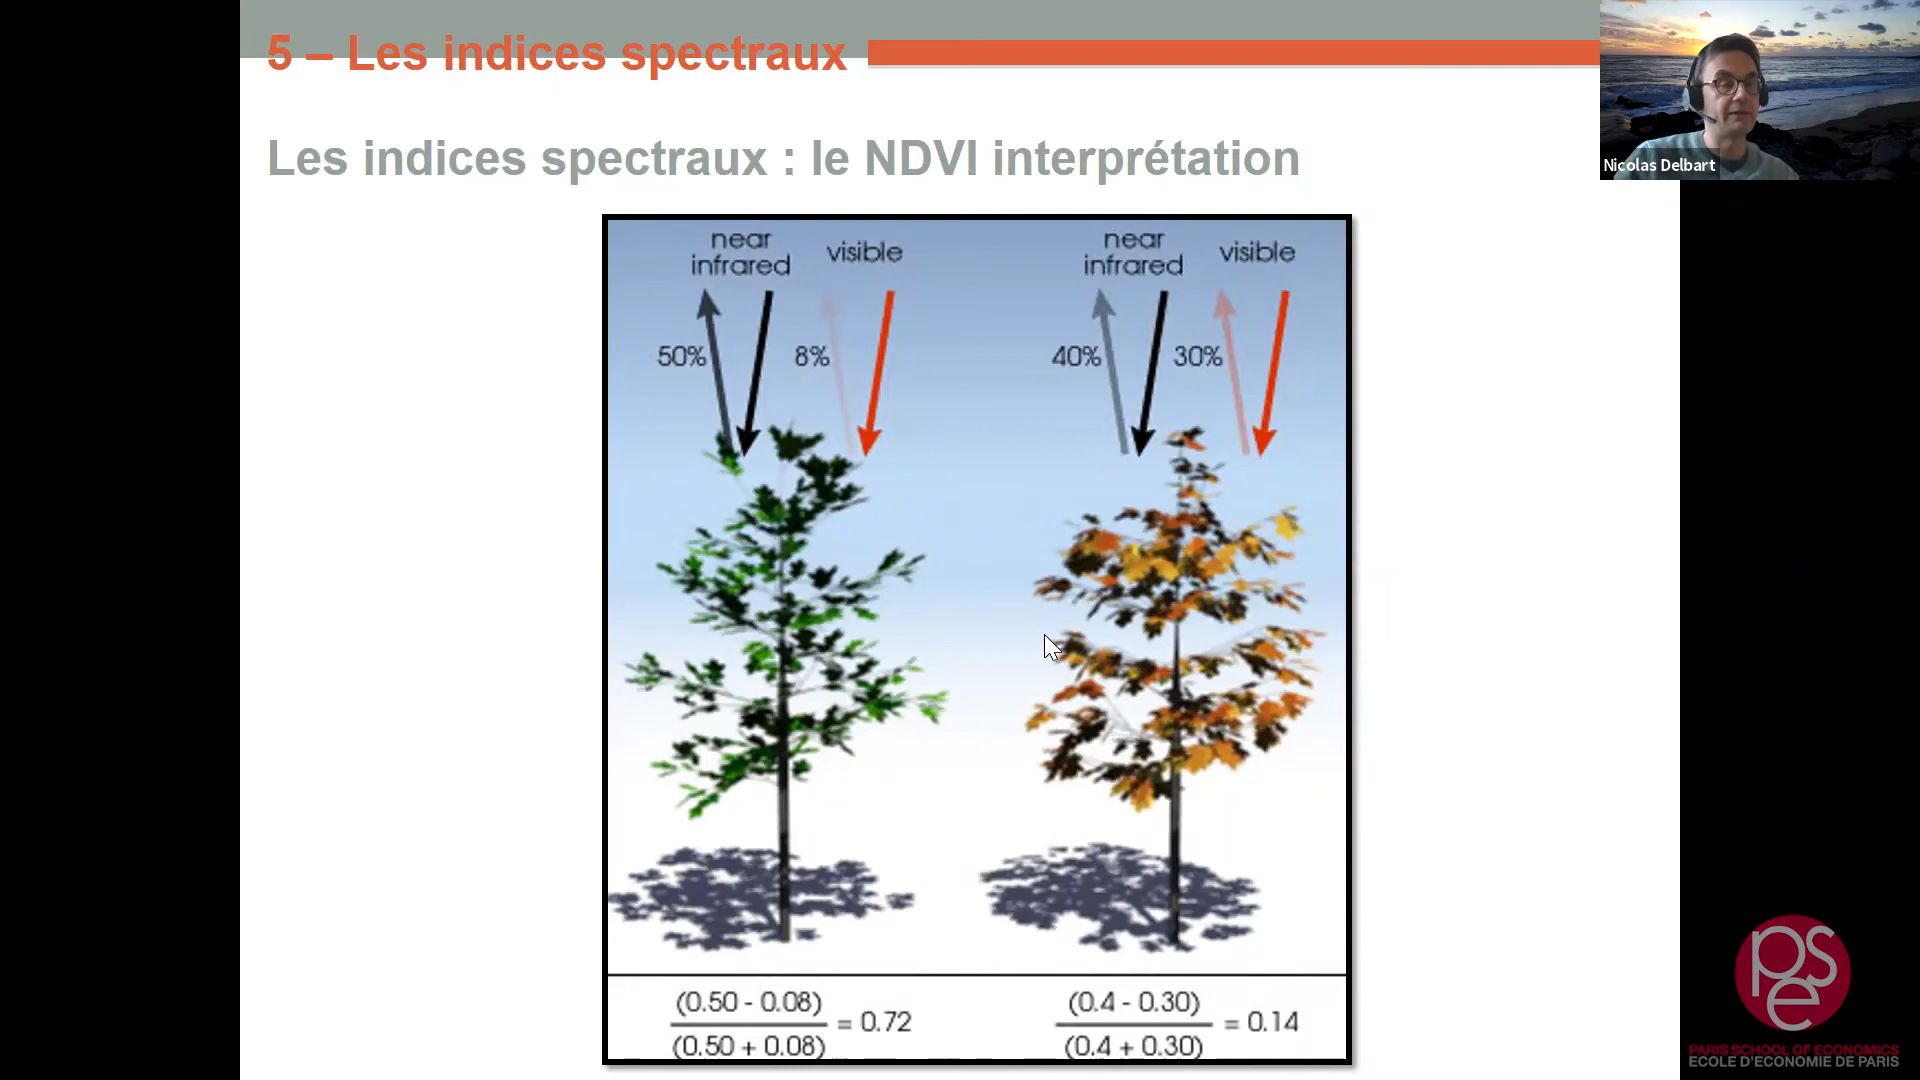 5 – Les indices spectraux
Nicolas Delbart
Les indices spectraux : le NDVI interprétation
near
infrared
visible
near
infrared
visible
50%
8%
40%
30%
(0.50 - 0.08)
(0.50 + 0.08)
= 0.72
(0.4 - 0.30)
(0.4 + 0.30)
= 0.14
pse
PARIS SCHOOL OF ECONOMICS
ECOLE D'ECONOMIE DE PARIS